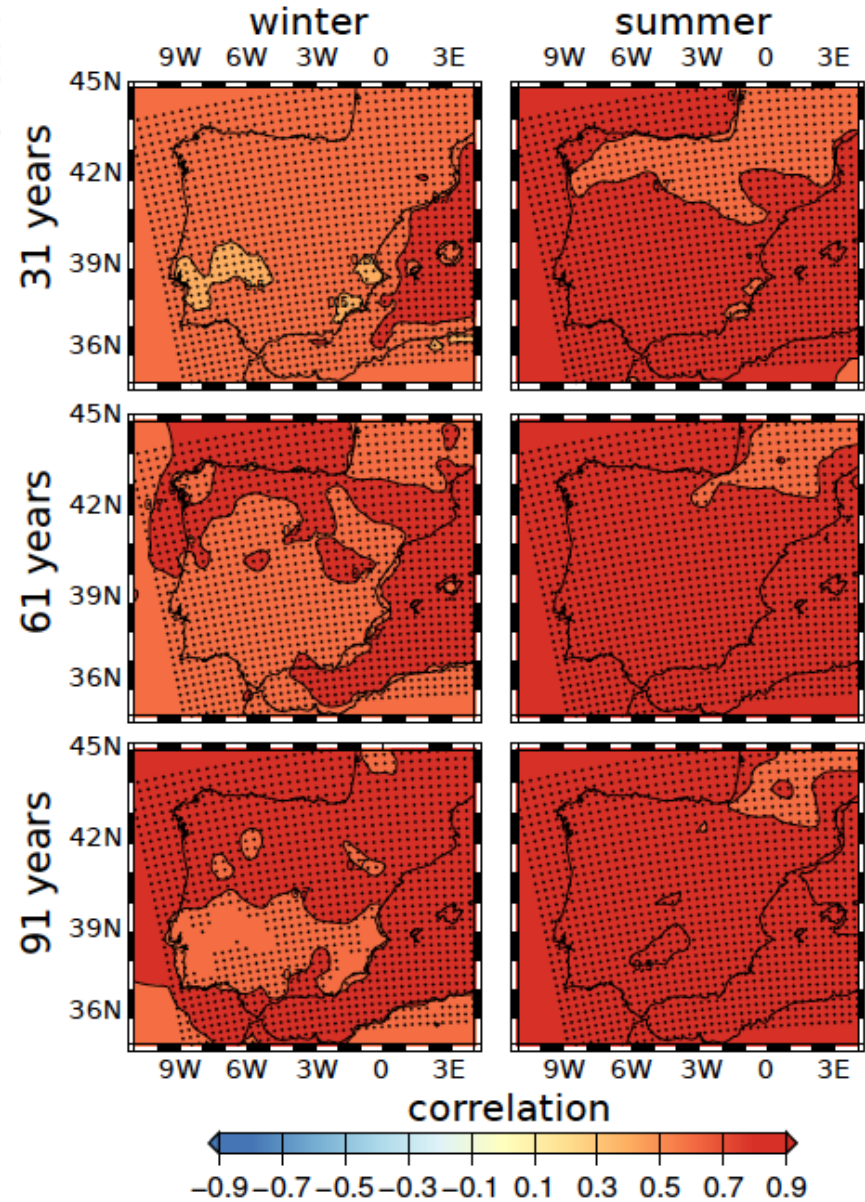 winter summer
9W 6W 3W 0 3E 9W 6W 3W 0 3E
45N
42N
39N
36N
31 years
45N
42N
39N
36N
61 years
45N
42N
39N
36N
91 years
9W 6W 3W 0 3E 9W 6W 3W 0 3E
correlation
−0.9 −0.7 −0.5 −0.3 −0.1 0.1 0.3 0.5 0.7 0.9